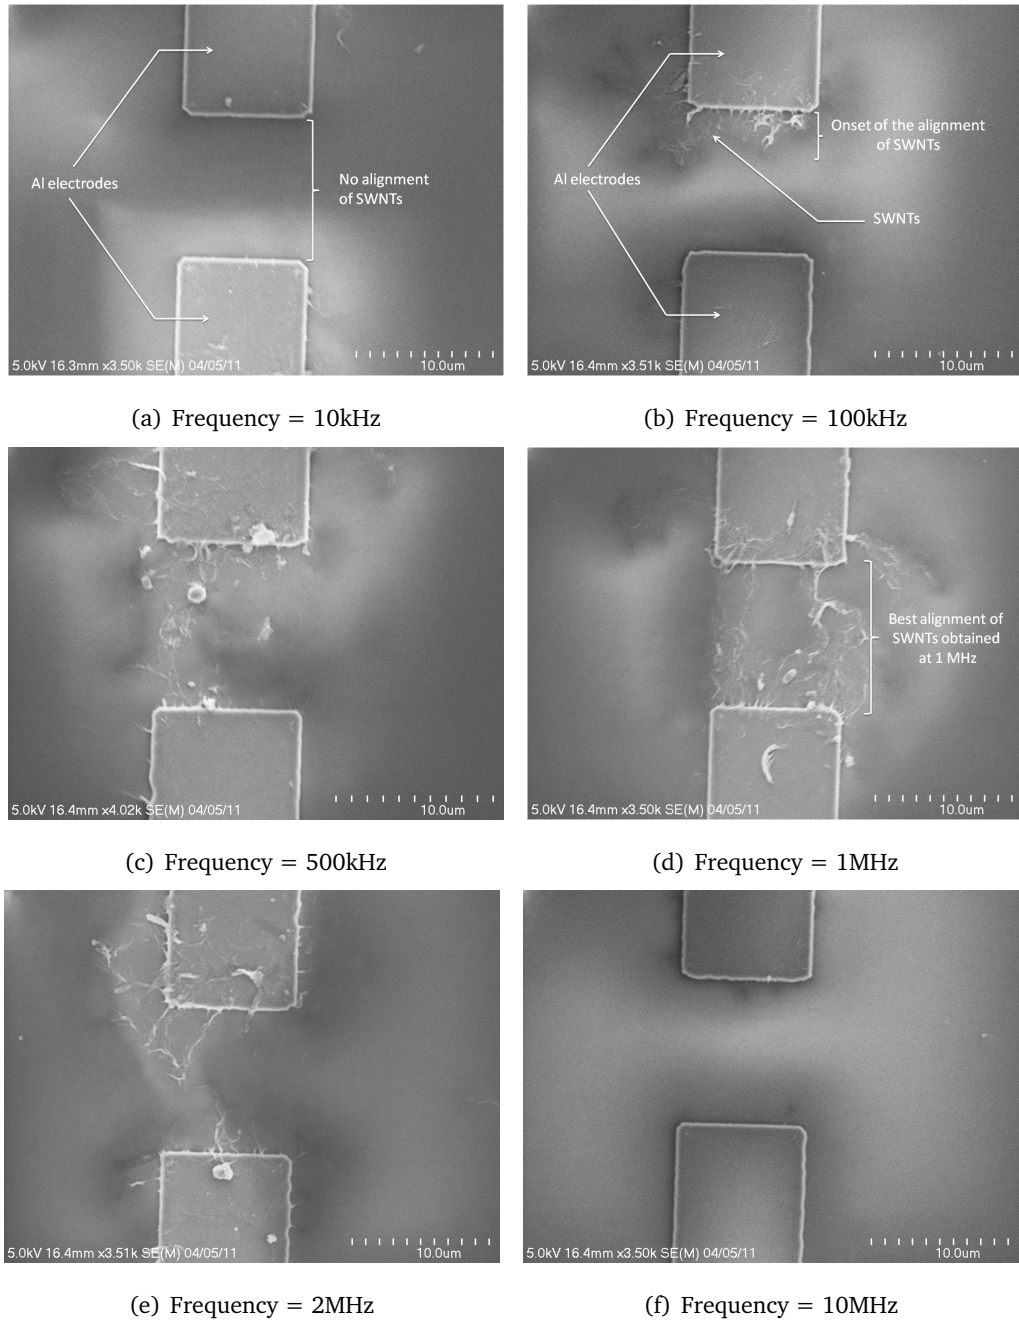 Al electrodes
No alignment
of SWNTs
5.0kV 16.3mm x3.50k SE(M) 04/05/11
10.0um
(a) Frequency = 10kHz
Al electrodes
Onset of the alignment
of SWNTs
SWNTs
5.0kV 16.4mm x3.51k SE(M) 04/05/11
10.0um
(b) Frequency = 100kHz
5.0kV 16.4mm x4.02k SE(M) 04/05/11
10.0um
(c) Frequency = 500kHz
Best alignment of
SWNTs obtained
at 1 MHz
5.0kV 16.4mm x3.50k SE(M) 04/05/11
10.0um
(d) Frequency = 1MHz
5.0kV 16.4mm x3.51k SE(M) 04/05/11
10.0um
(e) Frequency = 2MHz
5.0kV 16.4mm x3.50k SE(M) 04/05/11
10.0um
(f) Frequency = 10MHz